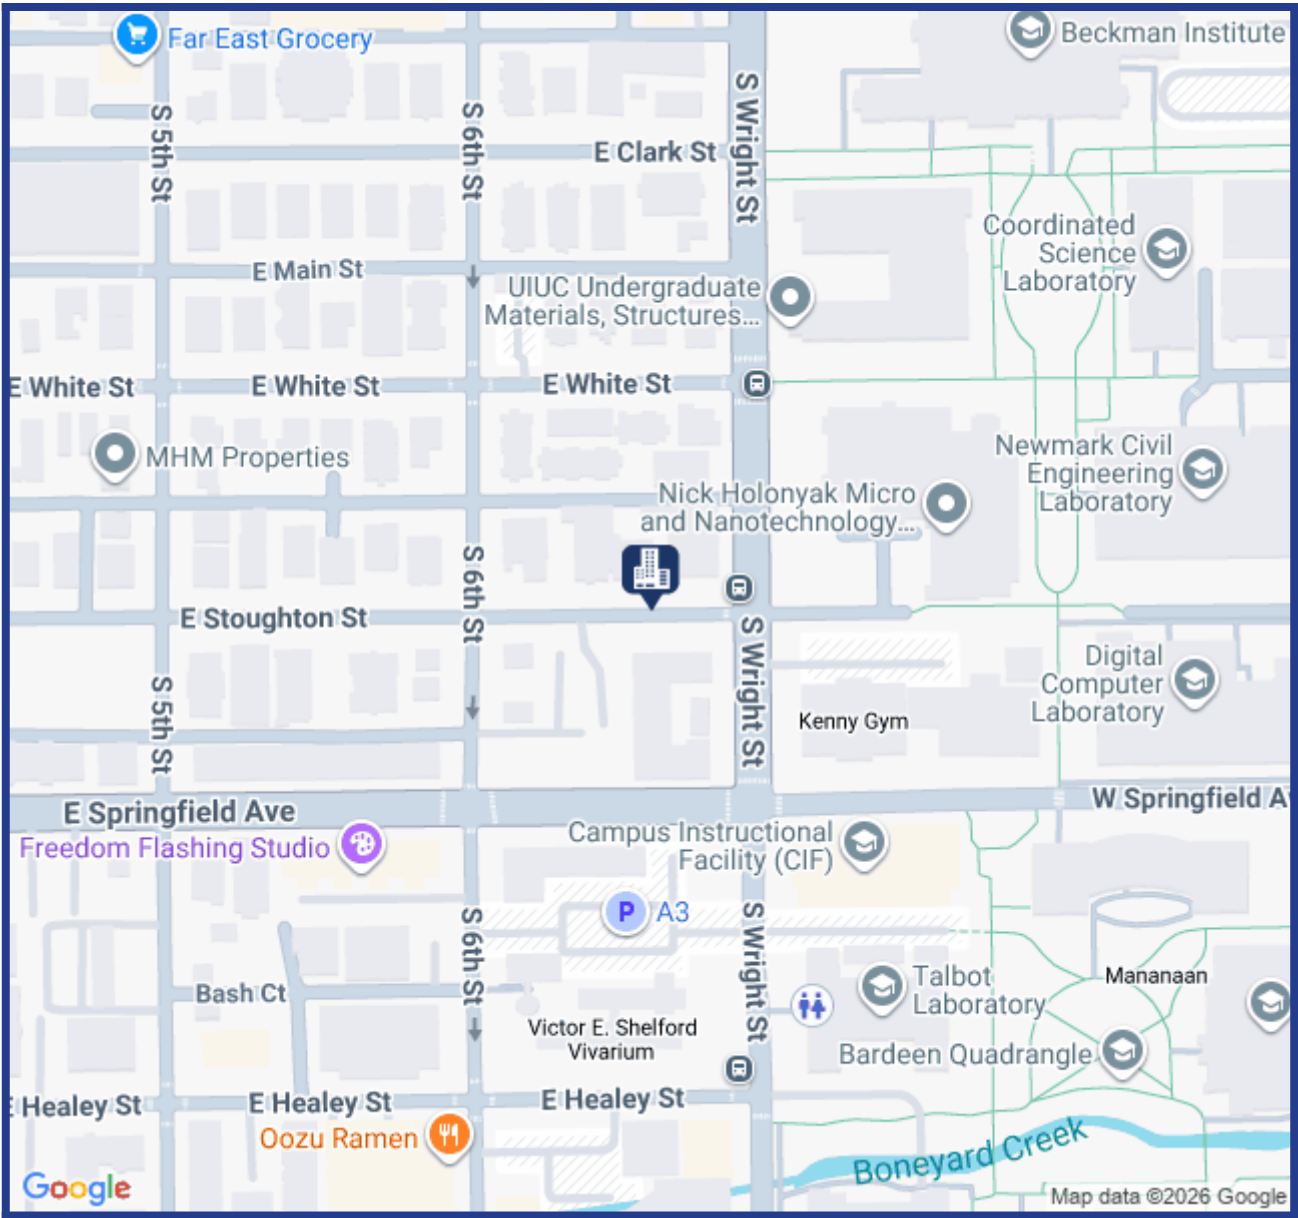 Far East Grocery
Beckman Institute
S 5th St
S 6th St
S Wright St
E Clark St
Coordinated
Science
Laboratory
E Main St
UIUC Undergraduate
Materials, Structures...
E White St
E White St
E White St
MHM Properties
Newmark Civil
Engineering
Laboratory
Nick Holonyak Micro
and Nanotechnology...
S 6th St
E Stoughton St
S Wright St
Digital
Computer
Laboratory
S 5th St
Kenny Gym
E Springfield Ave
W Springfield A
Freedom Flashing Studio
Campus Instructional
Facility (CIF)
P
A3
S 6th St
S Wright St
Talbot
Laboratory
Mananaan
Bash Ct
Victor E. Shelford
Vivarium
Bardeen Quadrangle
E Healey St
E Healey St
E Healey St
Oozu Ramen
Boneyard Creek
Google
Map data ©2026 Google